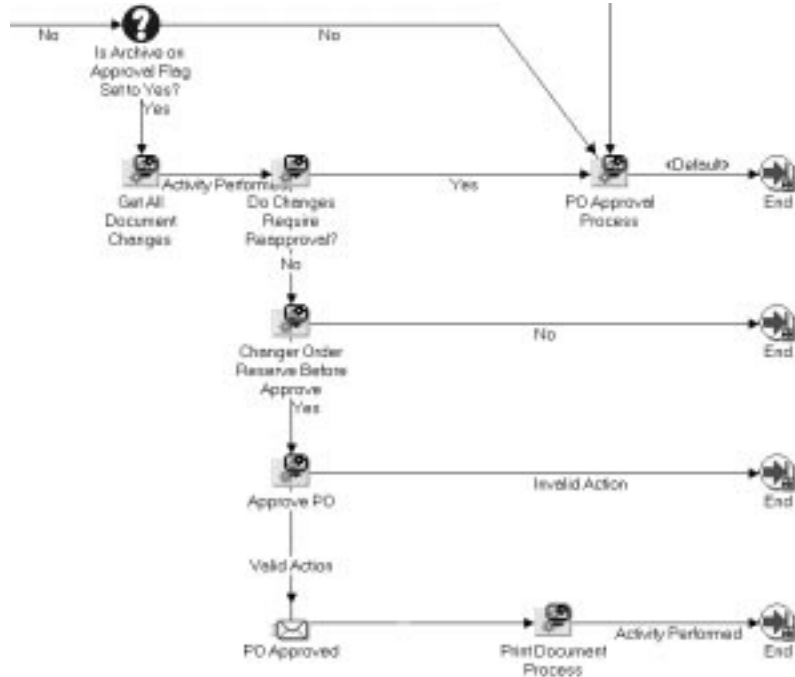 No
No
Is Archive on
Approval Flag
Set to Yes?
Yes
<Default>
Activity Performed
Yes
Get All
Document
Changes
Do Changes
Require
Reapproval?
PO Approval
Process
End
No
No
Changer Order
Reserve Before
Approve
End
Yes
Invalid Action
Approve PO
End
Valid Action
Activity Performed
PO Approved
Print Document
Process
End